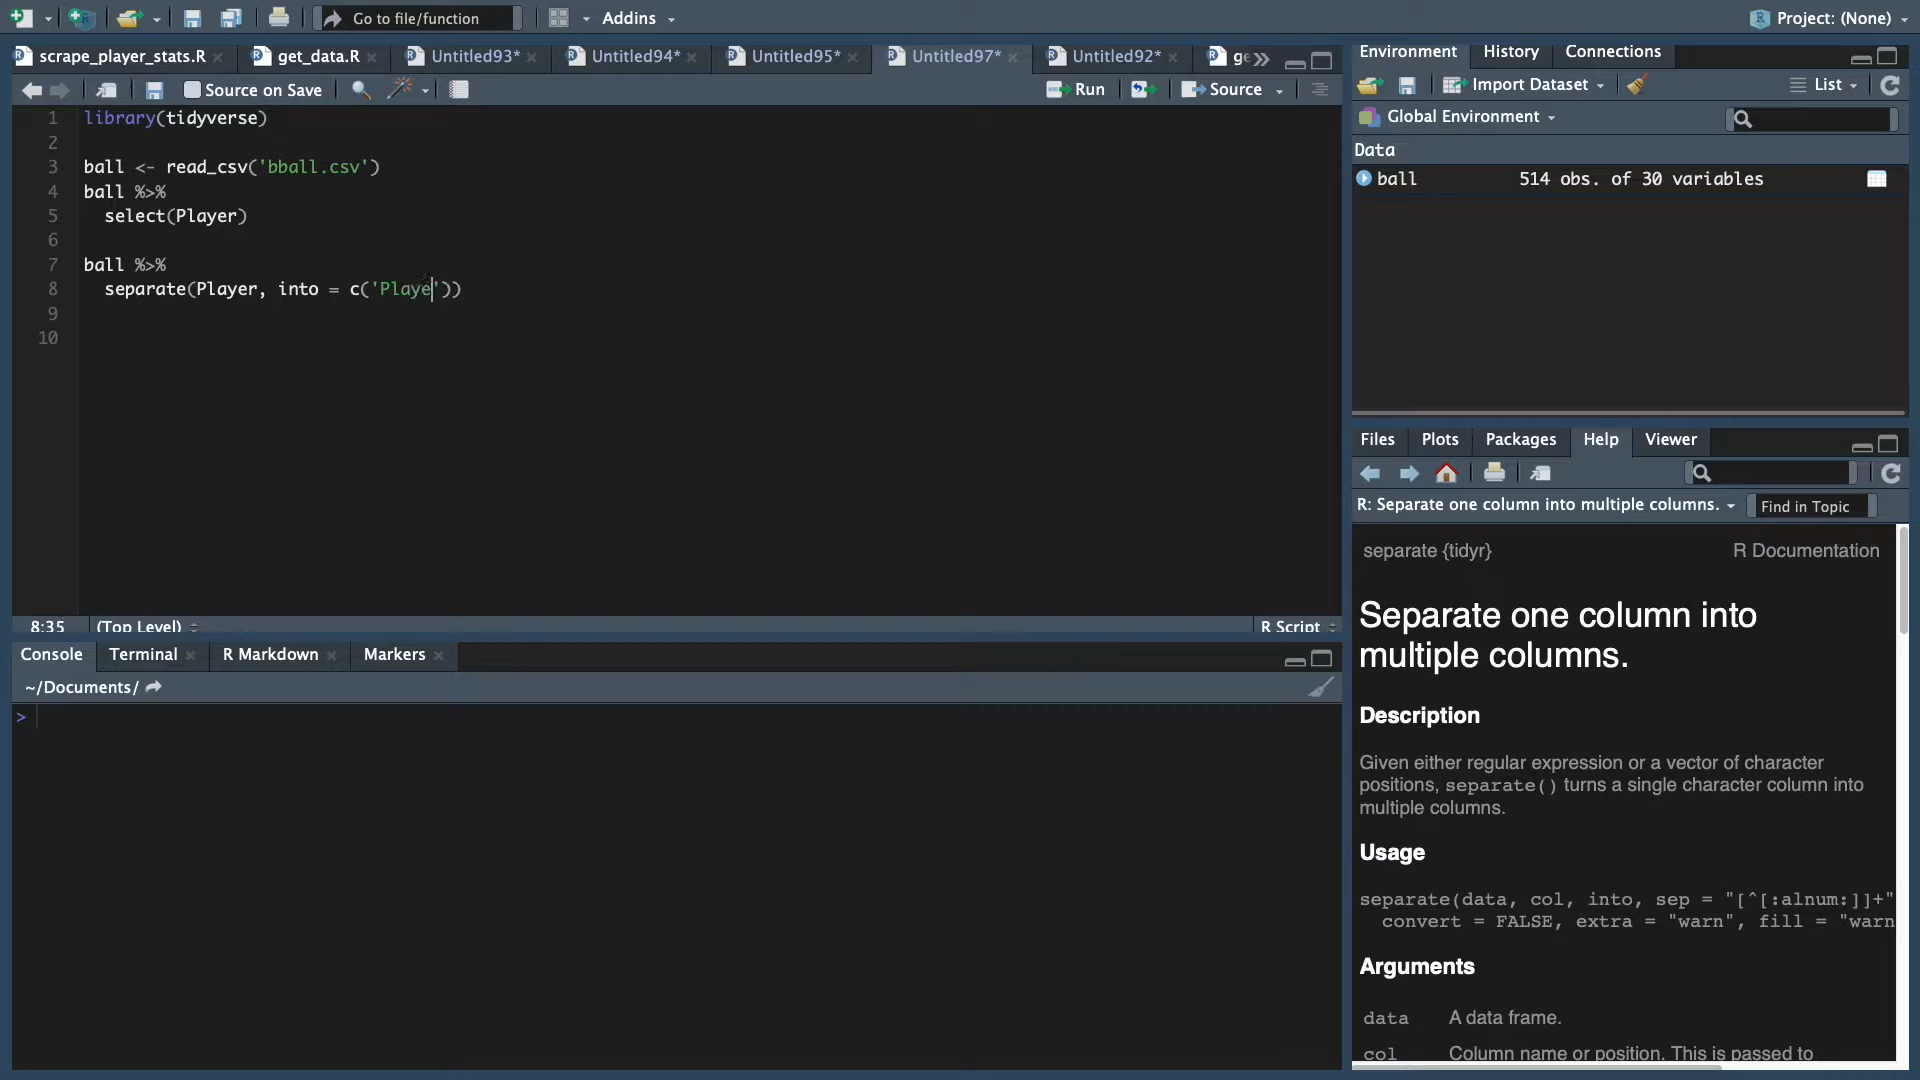 Go to file/function
Addins
Project: (None)
scrape_player_stats.R
get_data.R
Untitled93*
Untitled94*
Untitled95*
Untitled97*
Untitled92*
Source on Save
Run
Source
1 library(tidyverse)
2
3 ball <- read_csv('bball.csv')
4 ball %>%
5 select(Player)
6
7 ball %>%
8 separate(Player, into = c('Playe'))
9
10
8:35 (Top Level) R Script
Console Terminal R Markdown Markers
~/Documents/
>
Environment History Connections
Import Dataset List
Global Environment
Data
ball 514 obs. of 30 variables
Files Plots Packages Help Viewer
R: Separate one column into multiple columns. Find in Topic
separate {tidyr} R Documentation
Separate one column into
multiple columns.
Description
Given either regular expression or a vector of character
positions, separate() turns a single character column into
multiple columns.
Usage
separate(data, col, into, sep = "[^[:alnum:]]+"
convert = FALSE, extra = "warn", fill = "warn
Arguments
data A data frame.
col Column name or position. This is passed to